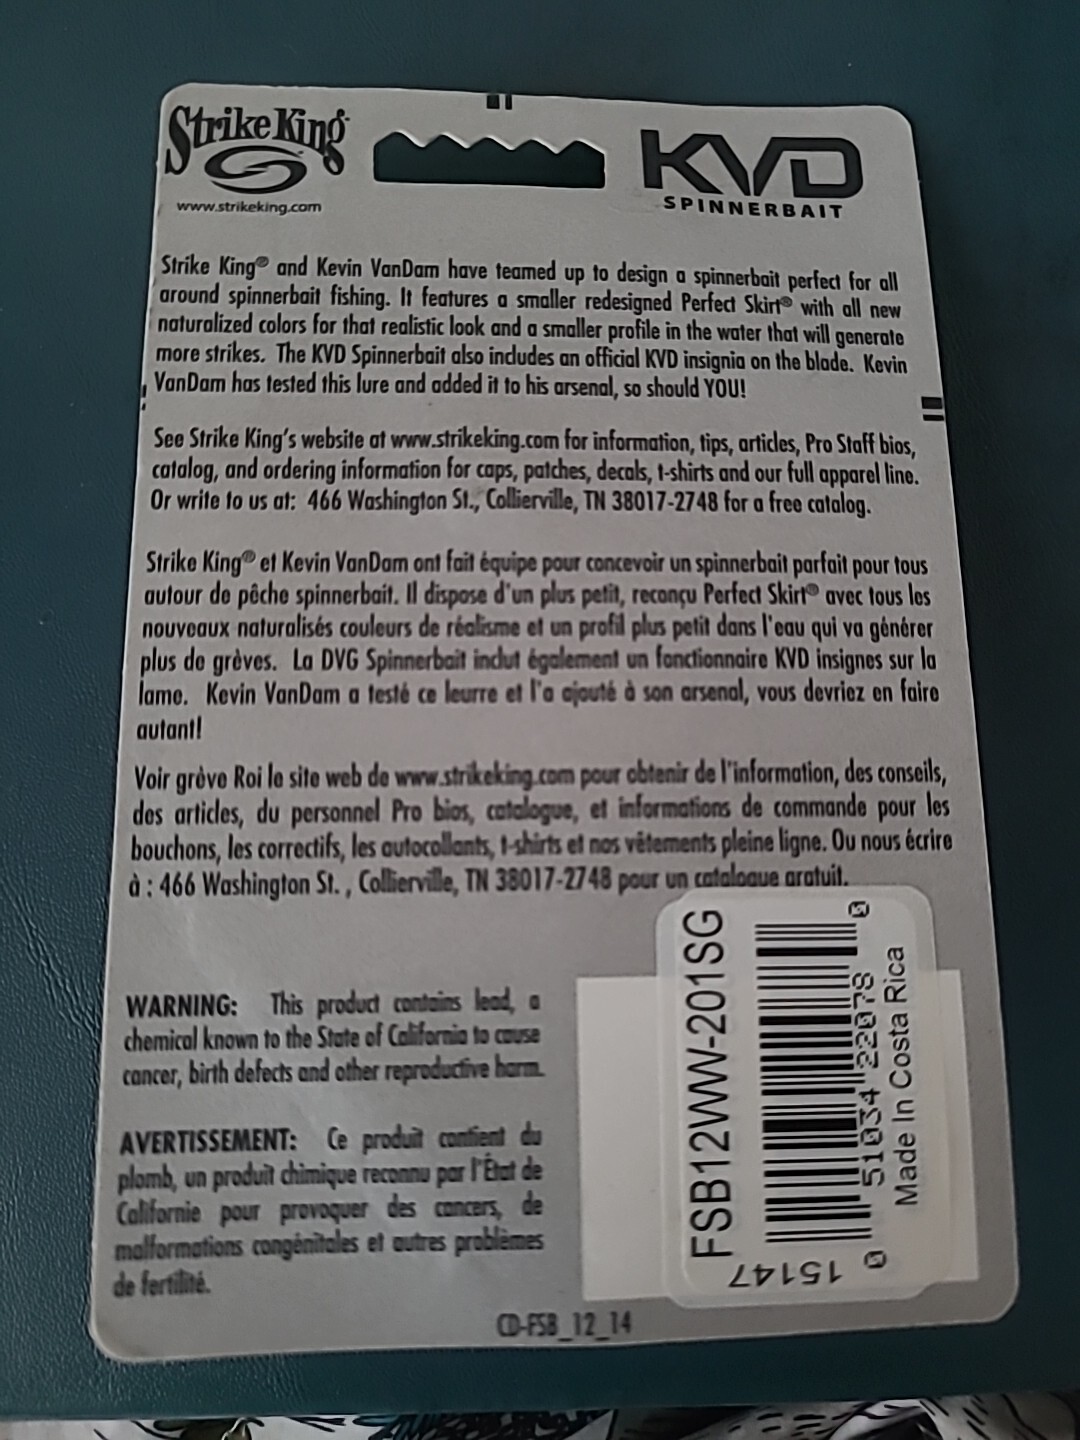 Strike King
www.strikeking.com
KVD
SPINNERBAIT
Strike King® and Kevin VanDam have teamed up to design a spinnerbait perfect for all
around spinnerbait fishing. It features a smaller redesigned Perfect Skirt® with all new
naturalized colors for that realistic look and a smaller profile in the water that will generate
more strikes. The KVD Spinnerbait also includes an official KVD insignia on the blade. Kevin
VanDam has tested this lure and added it to his arsenal, so should YOU!
See Strike King's website at www.strikeking.com for information, tips, articles, Pro Staff bios,
catalog, and ordering information for caps, patches, decals, t-shirts and our full apparel line.
Or write to us at: 466 Washington St., Collierville, TN 38017-2748 for a free catalog.
Strike King® et Kevin VanDam ont fait équipe pour concevoir un spinnerbait parfait pour tous
autour de pêche spinnerbait. Il dispose d'un plus petit, reconçu Perfect Skirt® avec tous les
nouveaux naturalisés couleurs de réalisme et un profil plus petit dans l'eau qui va générer
plus de grèves. La DVG Spinnerbait inclut également un fonctionnaire KVD insignes sur la
lame. Kevin VanDam a testé ce leurre et l'a ajouté à son arsenal, vous devriez en faire
autant!
Voir grève Roi le site web de www.strikeking.com pour obtenir de l'information, des conseils,
des articles, du personnel Pro bios, catalogue, et informations de commande pour les
bouchons, les correctifs, les autocollants, t-shirts et nos vêtements pleine ligne. Ou nous écrire
à : 466 Washington St. , Collierville, TN 38017-2748 pour un catalogue gratuit.
WARNING: This product contains lead, a
chemical known to the State of California to cause
cancer, birth defects and other reproductive harm.
AVERTISSEMENT: Ce produit contient du
plomb, un produit chimique reconnu par l'État de
Californie pour provoquer des cancers, de
malformations congénitales et autres problèmes
de fertilité.
CD-FSB_12_14
FSB12WW-201SG
15147
0 51034 22078 0
Made In Costa Rica